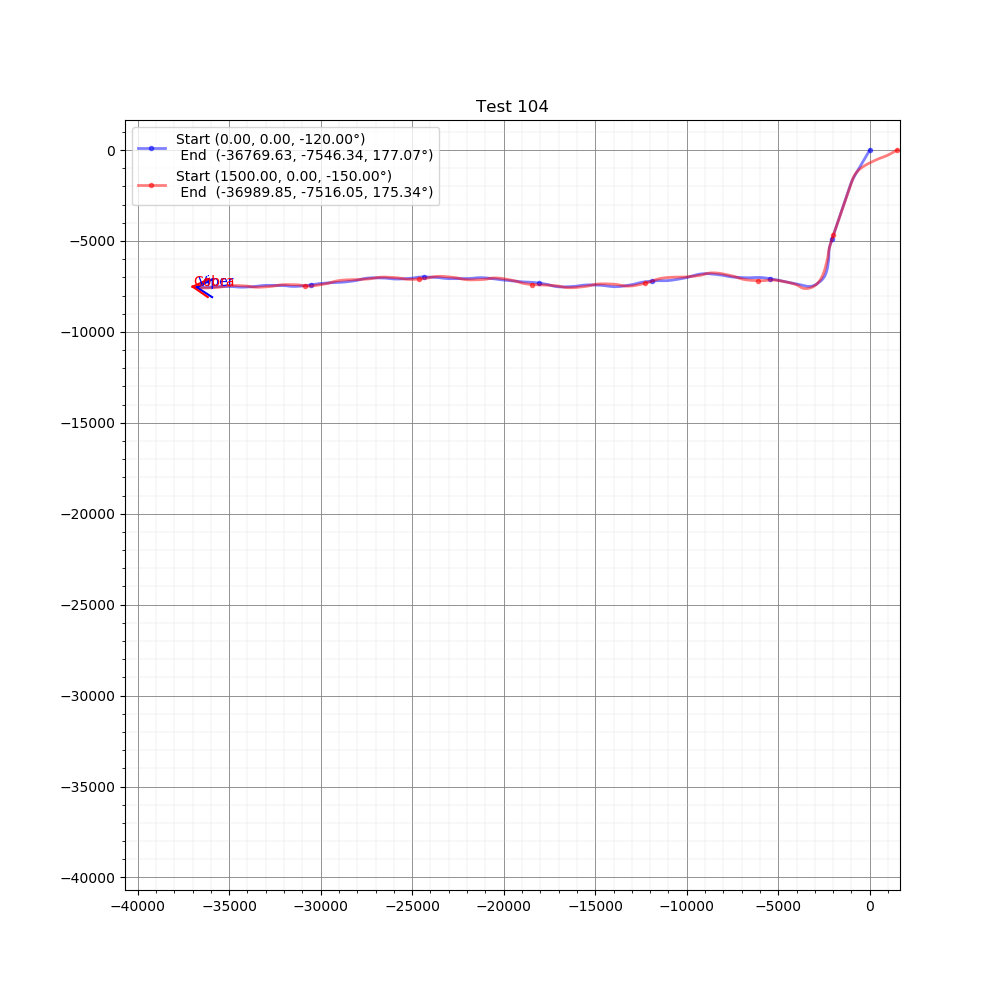 Test 104
Start (0.00, 0.00, -120.00°)
End (-36769.63, -7546.34, 177.07°)
Start (1500.00, 0.00, -150.00°)
End (-36989.85, -7516.05, 175.34°)
0
−5000
−10000
−15000
−20000
−25000
−30000
−35000
−40000
−40000 −35000 −30000 −25000 −20000 −15000 −10000 −5000 0